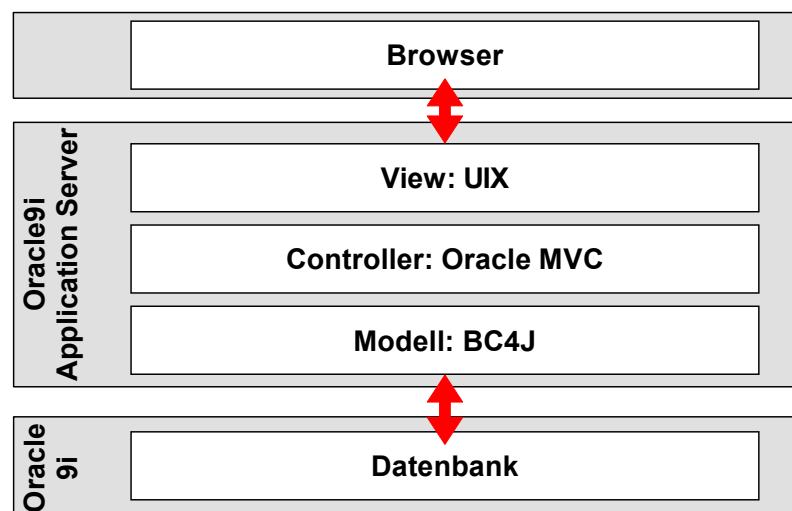 Browser
Oracle9i
Application Server
View: UIX
Controller: Oracle MVC
Modell: BC4J
Oracle
9i
Datenbank